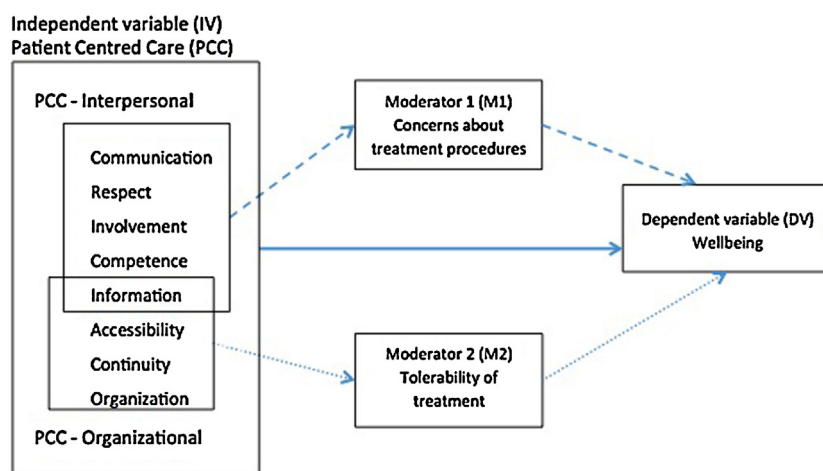 Independent variable (IV)
Patient Centred Care (PCC)
PCC - Interpersonal
Communication
Respect
Involvement
Competence
Information
Accessibility
Continuity
Organization
PCC - Organizational
Moderator 1 (M1)
Concerns about
treatment procedures
Moderator 2 (M2)
Tolerability of
treatment
Dependent variable (DV)
Wellbeing